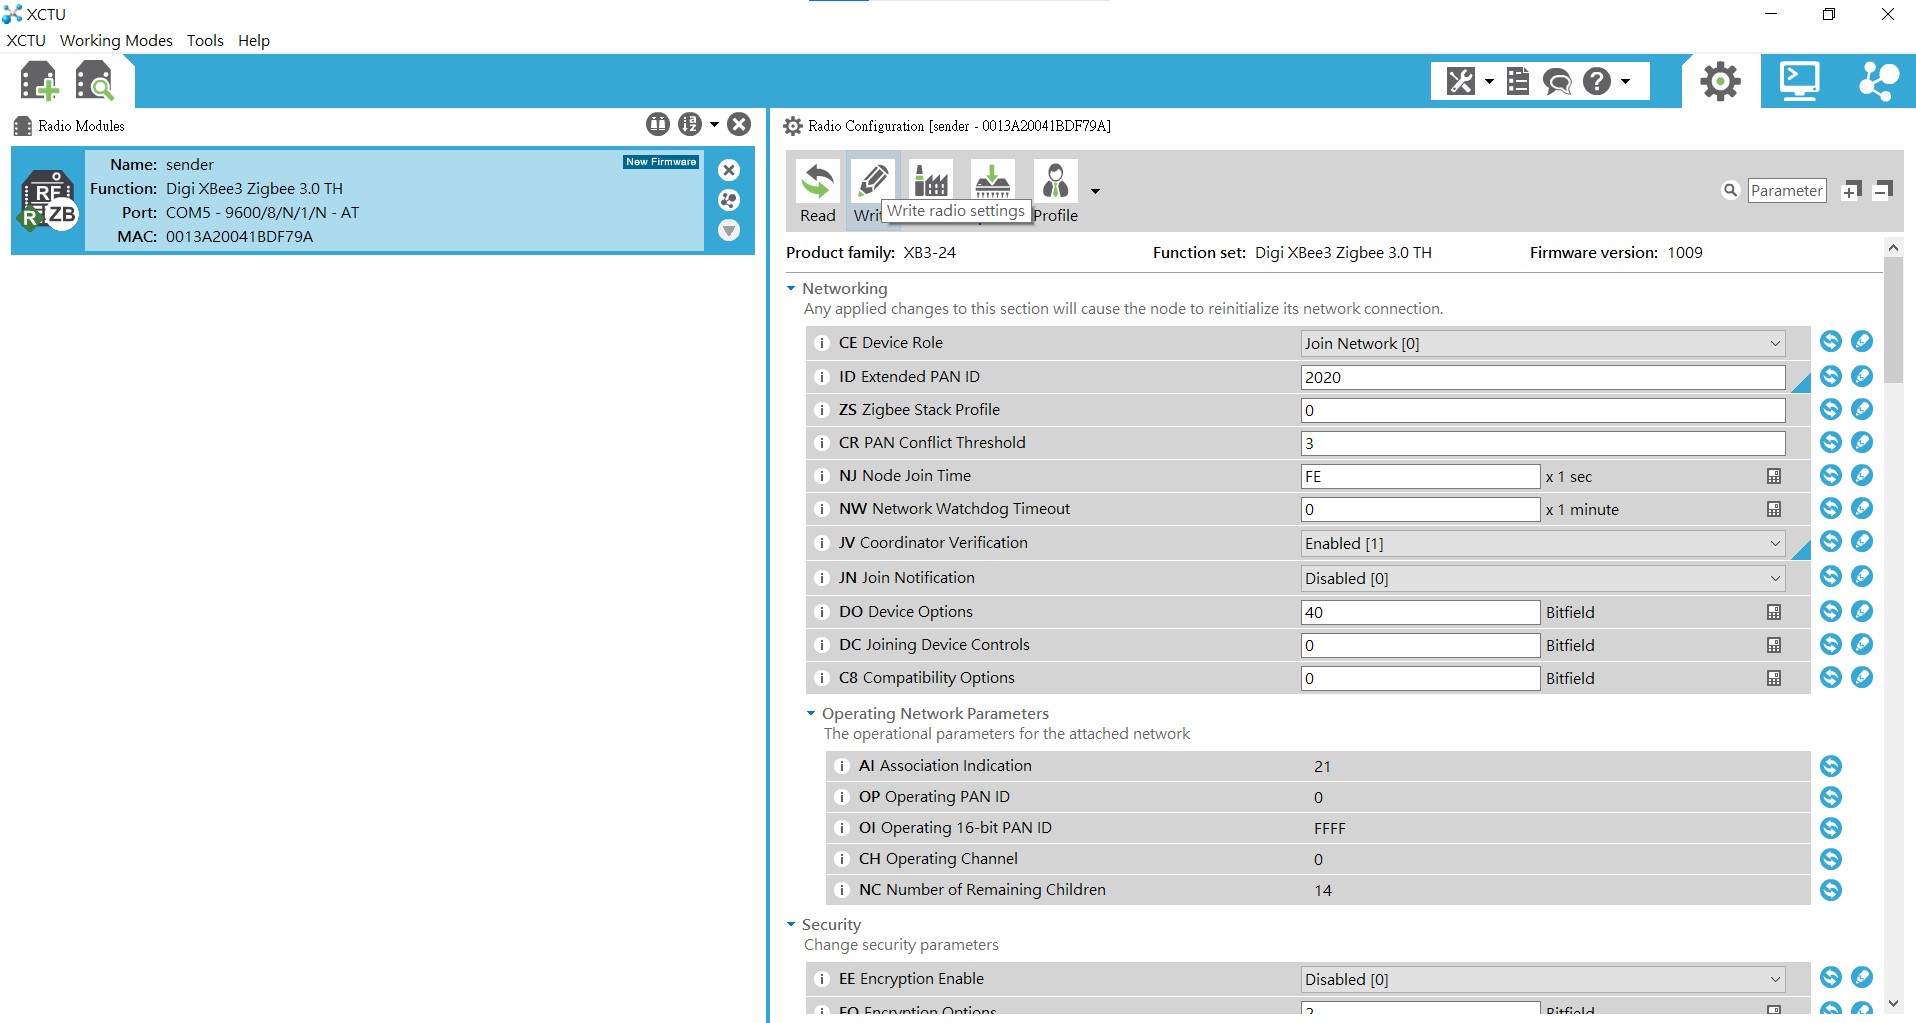 XCTU
XCTU Working Modes Tools Help
Radio Modules
Name: sender
New Firmware
Function: Digi XBee3 Zigbee 3.0 TH
Port: COM5 - 9600/8/N/1/N - AT
MAC: 0013A20041BDF79A
RF
R ZB
Radio Configuration [sender - 0013A20041BDF79A]
Read Writ Profile
Write radio settings
Parameter
Product family: XB3-24 Function set: Digi XBee3 Zigbee 3.0 TH Firmware version: 1009
Networking
Any applied changes to this section will cause the node to reinitialize its network connection.
i CE Device Role Join Network [0]
i ID Extended PAN ID 2020
i ZS Zigbee Stack Profile 0
i CR PAN Conflict Threshold 3
i NJ Node Join Time FE x 1 sec
i NW Network Watchdog Timeout 0 x 1 minute
i JV Coordinator Verification Enabled [1]
i JN Join Notification Disabled [0]
i DO Device Options 40 Bitfield
i DC Joining Device Controls 0 Bitfield
i C8 Compatibility Options 0 Bitfield
Operating Network Parameters
The operational parameters for the attached network
i AI Association Indication 21
i OP Operating PAN ID 0
i OI Operating 16-bit PAN ID FFFF
i CH Operating Channel 0
i NC Number of Remaining Children 14
Security
Change security parameters
i EE Encryption Enable Disabled [0]
i EO Encryption Options 2 Bitfield